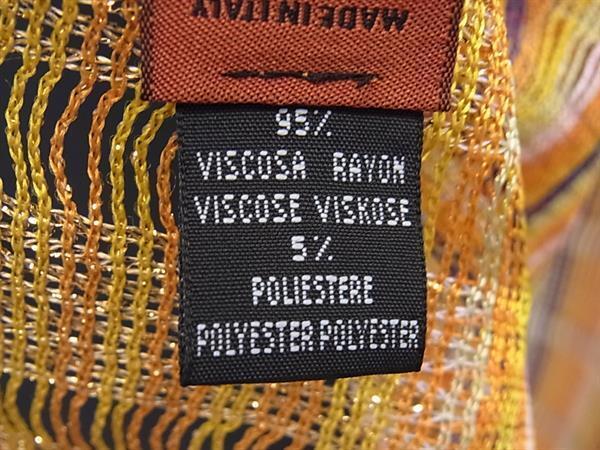 MADE IN ITALY
95%
VISCOSA RAYON
VISCOSE VISKOSE
5%
POLIESTERE
POLYESTER POLYESTER